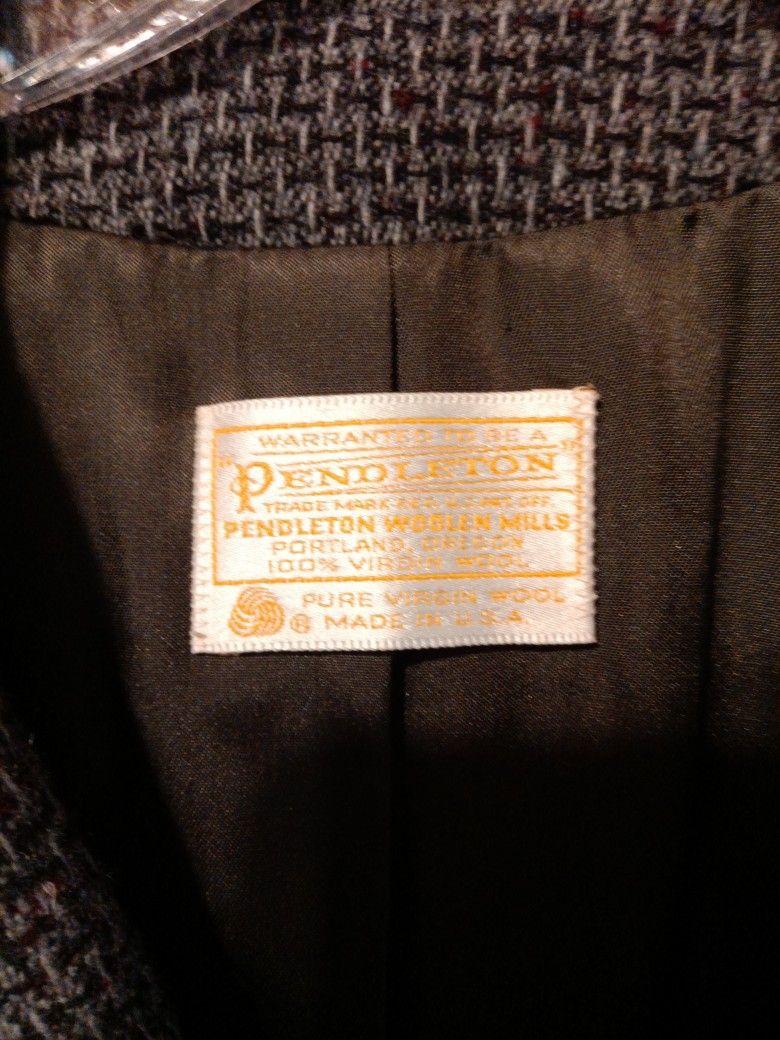 WARRANTED TO BE A
"PENDLETON"
TRADE MARK REG. U.S. PAT. OFF.
PENDLETON WOOLEN MILLS
PORTLAND, OREGON
100% VIRGIN WOOL
PURE VIRGIN WOOL
® MADE IN U.S.A.